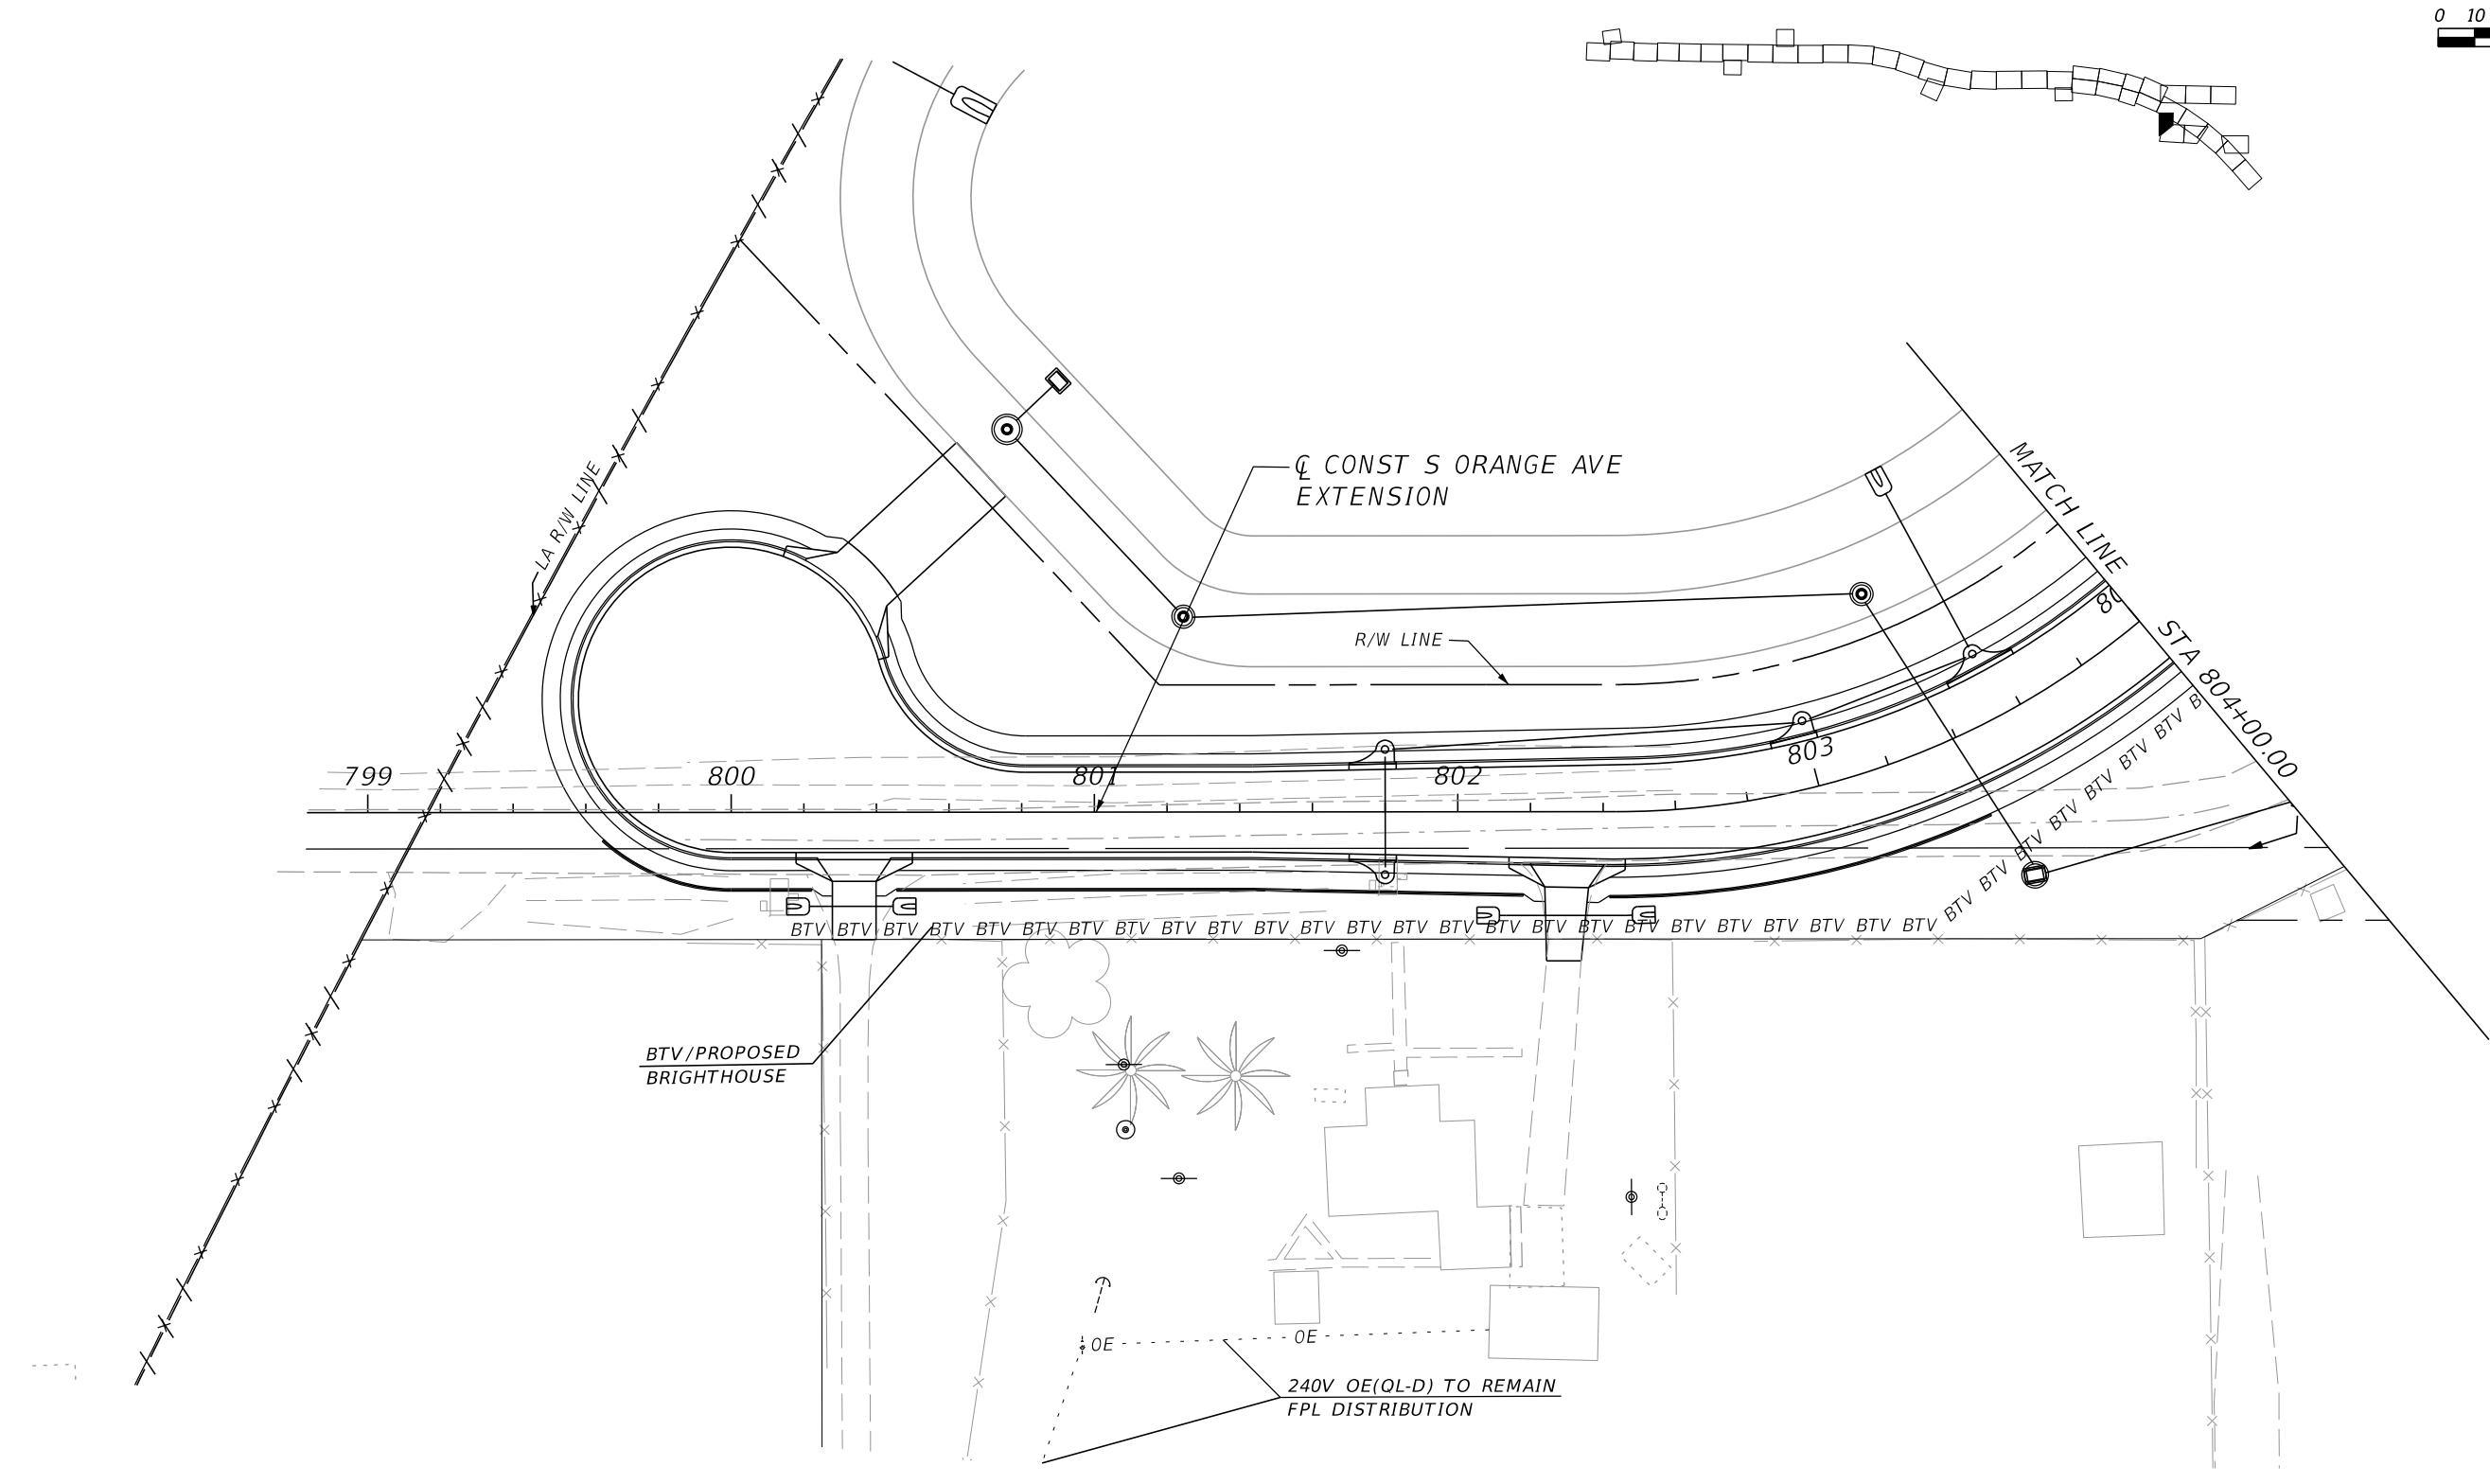 0 10
℄ CONST S ORANGE AVE
EXTENSION
MATCH LINE
STA 804+00.00
LA R/W LINE
R/W LINE
799
800
801
802
803
80
BTV BTV BTV BTV BTV BTV BTV BTV BTV BTV BTV BTV BTV BTV BTV BTV BTV BTV BTV BTV BTV BTV BTV BTV BTV BTV BTV BTV BTV BTV BTV B
BTV/PROPOSED
BRIGHTHOUSE
OE OE
240V OE(QL-D) TO REMAIN
FPL DISTRIBUTION